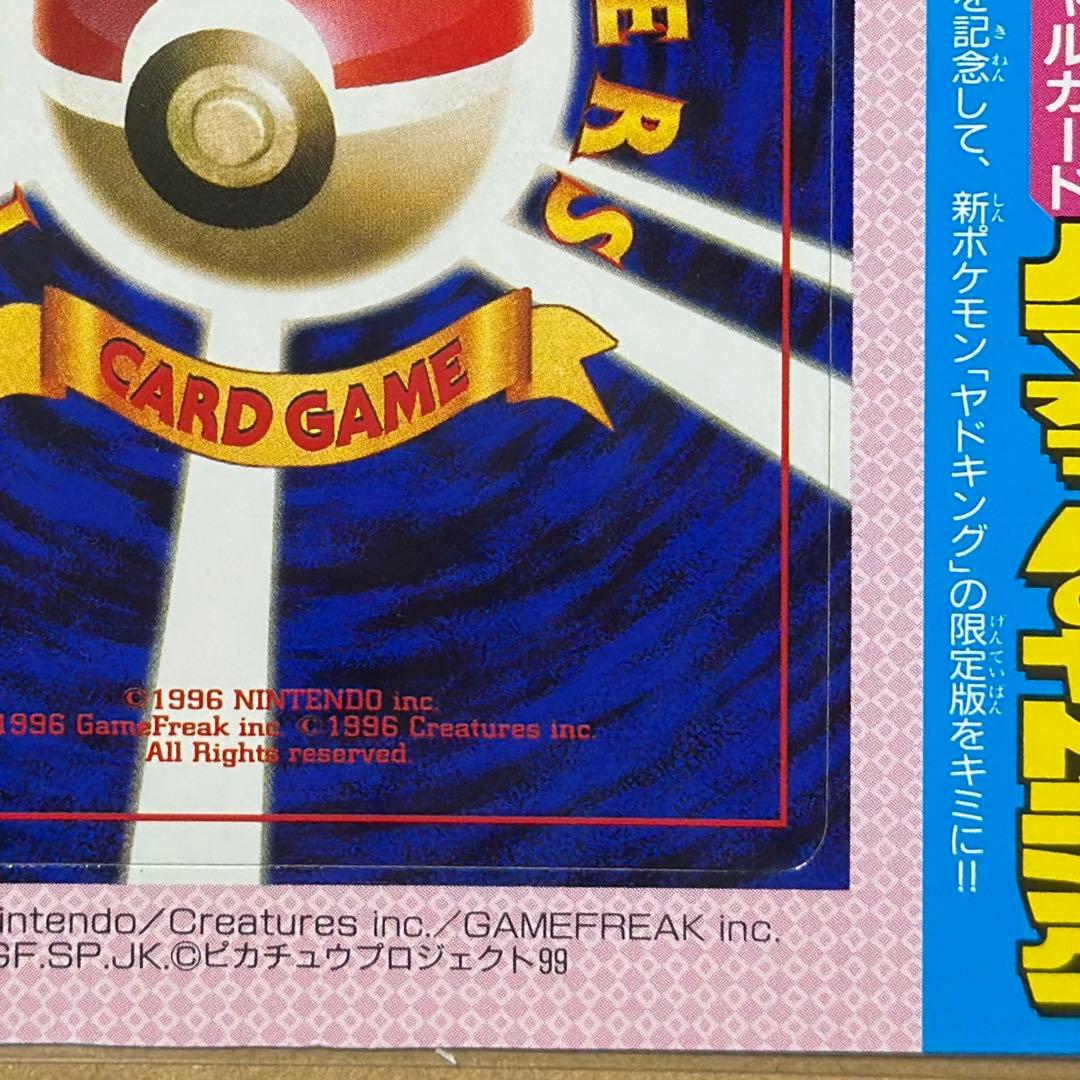 ERS
CARD GAME
©1996 NINTENDO inc.
1996 GameFreak inc. ©1996 Creatures inc.
All Rights reserved.
intendo/Creatures inc./GAMEFREAK inc.
GF.SP.JK.©ピカチュウプロジェクト99
ャルカード
を記念して、新ポケモン「ヤドキング」の限定版をキミに!!